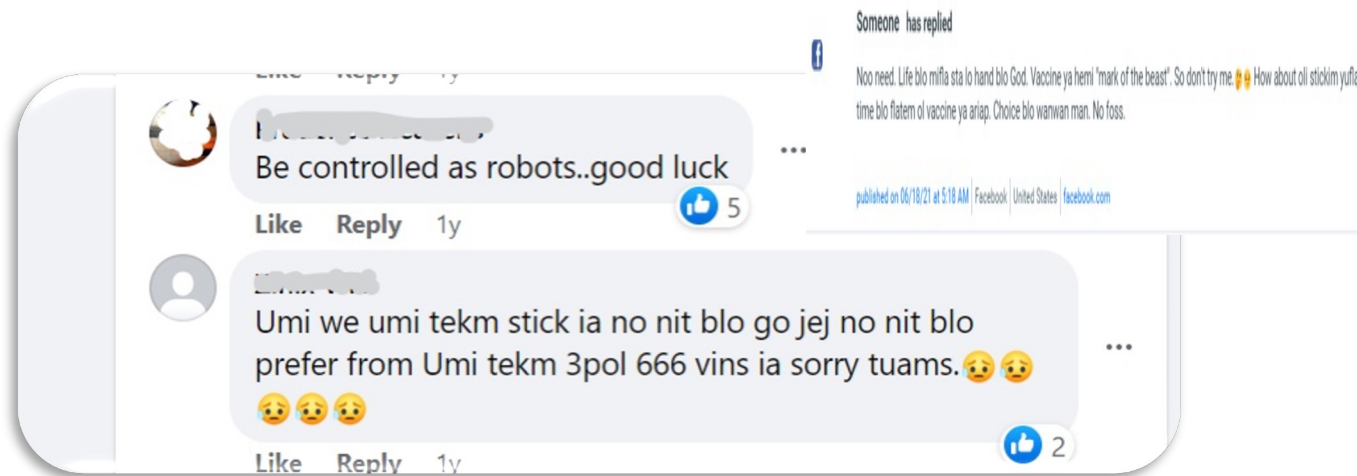 Be controlled as robots..good luck
5
Like Reply 1y
Umi we umi tekm stick ia no nit blo go jej no nit blo
prefer from Umi tekm 3pol 666 vins ia sorry tuams.😥😥
😥😥😥
2
Like Reply 1y
Someone has replied
Noo need. Life blo mifla sta lo hand blo God. Vaccine ya hemi "mark of the beast". So don't try me. How about oli stickim yufla
time blo flatem ol vaccine ya ariap. Choice blo wanwan man. No foss.
published on 06/18/21 at 5:18 AM | Facebook | United States | facebook.com